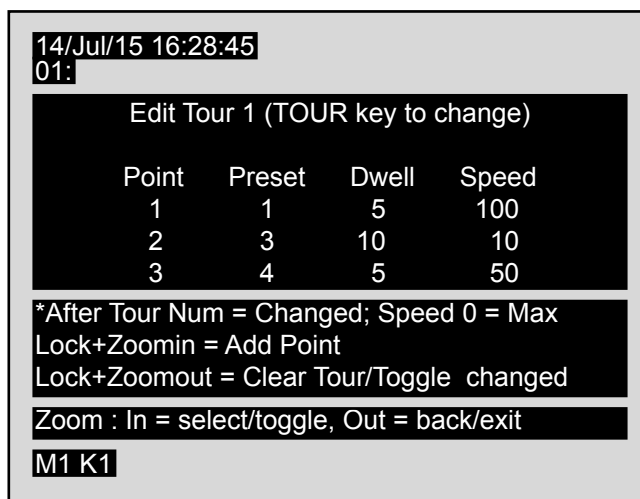 14/Jul/15 16:28:45
01:
Edit Tour 1 (TOUR key to change)
Point Preset Dwell Speed
1 1 5 100
2 3 10 10
3 4 5 50
*After Tour Num = Changed; Speed 0 = Max
Lock+Zoomin = Add Point
Lock+Zoomout = Clear Tour/Toggle changed
Zoom : In = select/toggle, Out = back/exit
M1 K1